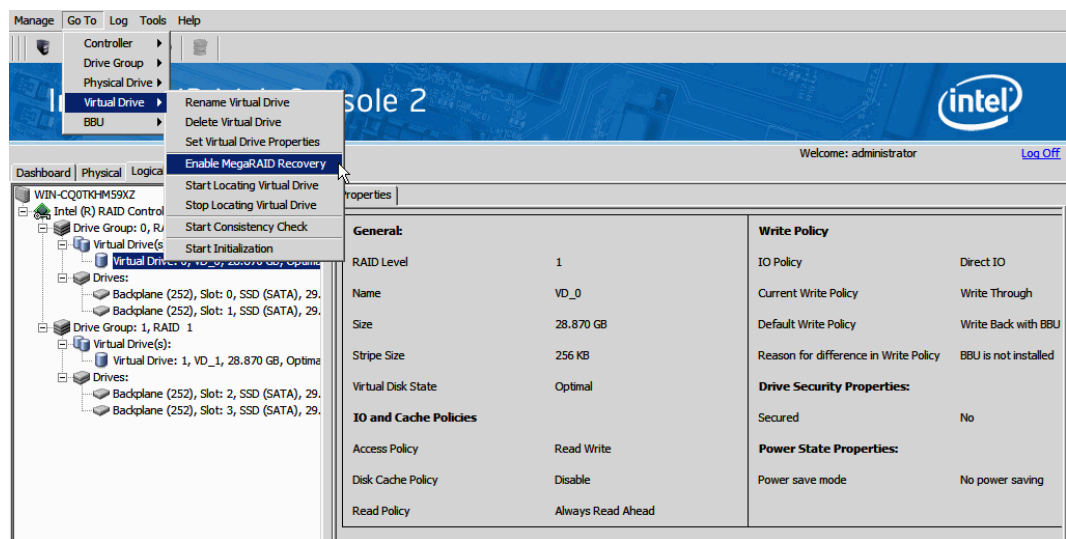 Manage Go To Log Tools Help
Controller
Drive Group
Physical Drive
Virtual Drive
BBU
Rename Virtual Drive
Delete Virtual Drive
Set Virtual Drive Properties
Enable MegaRAID Recovery
Start Locating Virtual Drive
Stop Locating Virtual Drive
Start Consistency Check
Start Initialization
sole 2
intel
Welcome: administrator Log Off
Dashboard Physical Logica
WIN-CQ0TKHM59XZ
Intel (R) RAID Control
Drive Group: 0, RA
Virtual Drive(s
Virtual Drive: 0, VD_0, 28.870 GB, Optima
Drives:
Backplane (252), Slot: 0, SSD (SATA), 29.
Backplane (252), Slot: 1, SSD (SATA), 29.
Drive Group: 1, RAID 1
Virtual Drive(s):
Virtual Drive: 1, VD_1, 28.870 GB, Optima
Drives:
Backplane (252), Slot: 2, SSD (SATA), 29.
Backplane (252), Slot: 3, SSD (SATA), 29.
Properties
General:
RAID Level 1
Name VD_0
Size 28.870 GB
Stripe Size 256 KB
Virtual Disk State Optimal
IO and Cache Policies
Access Policy Read Write
Disk Cache Policy Disable
Read Policy Always Read Ahead
Write Policy
IO Policy Direct IO
Current Write Policy Write Through
Default Write Policy Write Back with BBU
Reason for difference in Write Policy BBU is not installed
Drive Security Properties:
Secured No
Power State Properties:
Power save mode No power saving